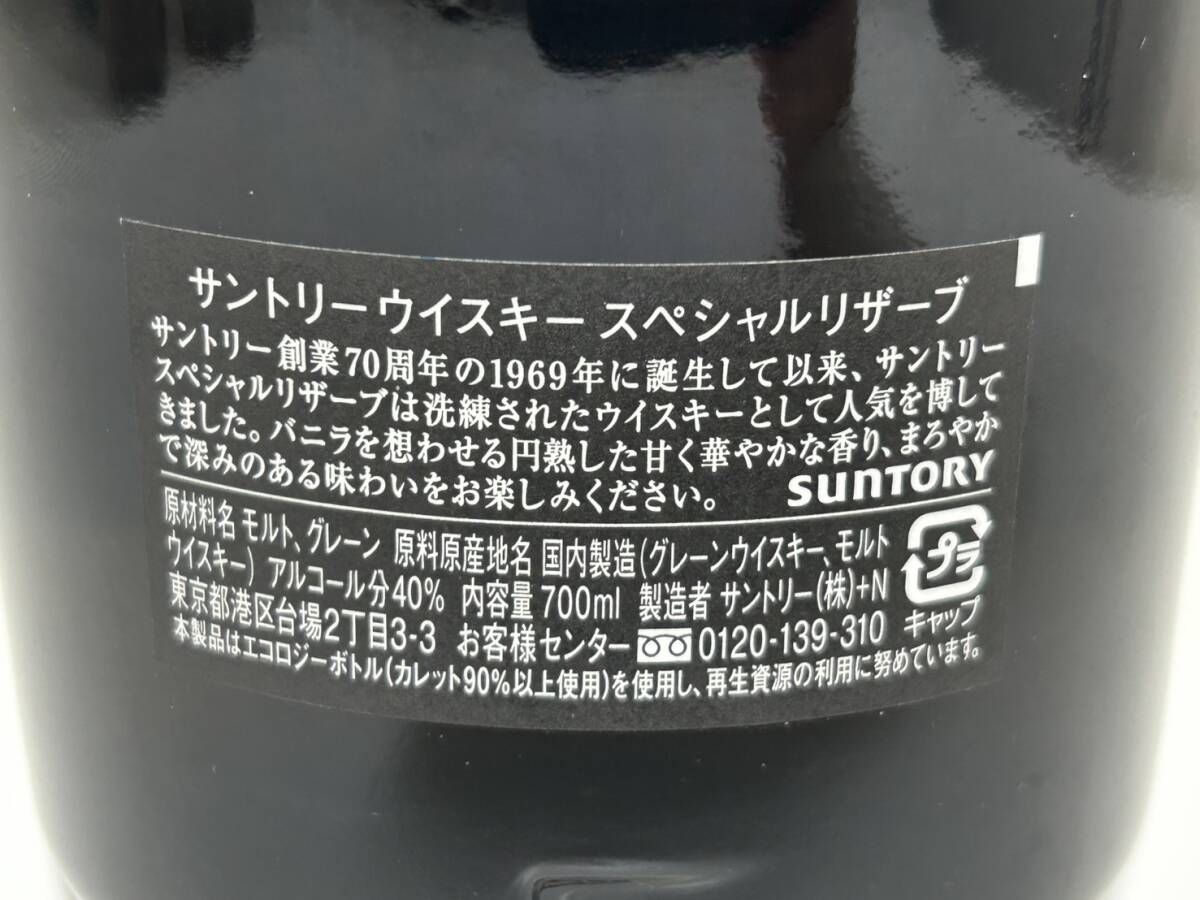 サントリーウイスキー スペシャルリザーブ
サントリー創業70周年の1969年に誕生して以来、サントリー
スペシャルリザーブは洗練されたウイスキーとして人気を博して
きました。バニラを想わせる円熟した甘く華やかな香り、まろやか
で深みのある味わいをお楽しみください。 SUNTORY
原材料名 モルト、グレーン 原料原産地名 国内製造(グレーンウイスキー、モルト
ウイスキー) アルコール分40% 内容量 700ml 製造者 サントリー(株)+N
東京都港区台場2丁目3-3 お客様センター 0120-139-310
プラ
キャップ
本製品はエコロジーボトル(カレット90%以上使用)を使用し、再生資源の利用に努めています。